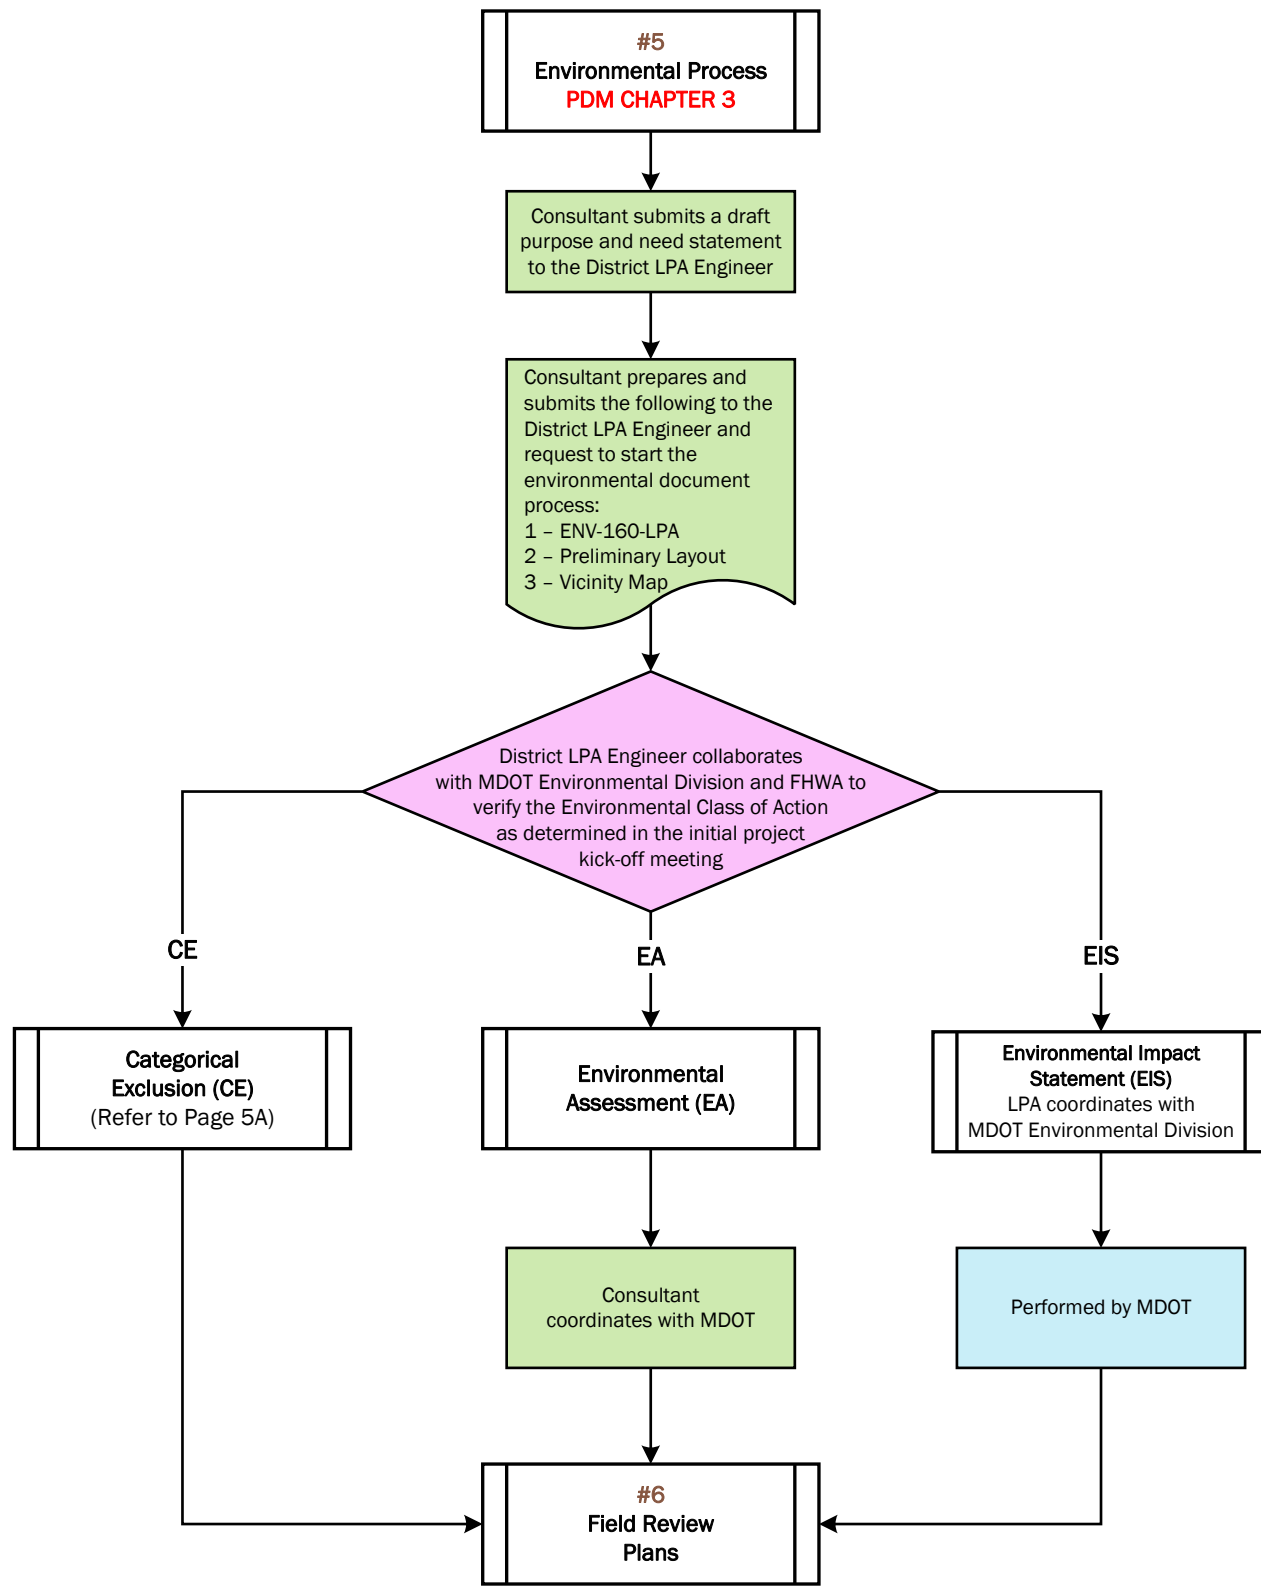 #5
Environmental Process
PDM CHAPTER 3
Consultant submits a draft
purpose and need statement
to the District LPA Engineer
Consultant prepares and
submits the following to the
District LPA Engineer and
request to start the
environmental document
process:
1 – ENV-160-LPA
2 – Preliminary Layout
3 – Vicinity Map
District LPA Engineer collaborates
with MDOT Environmental Division and FHWA to
verify the Environmental Class of Action
as determined in the initial project
kick-off meeting
CE
EA
EIS
Categorical
Exclusion (CE)
(Refer to Page 5A)
Environmental
Assessment (EA)
Environmental Impact
Statement (EIS)
LPA coordinates with
MDOT Environmental Division
Consultant
coordinates with MDOT
Performed by MDOT
#6
Field Review
Plans